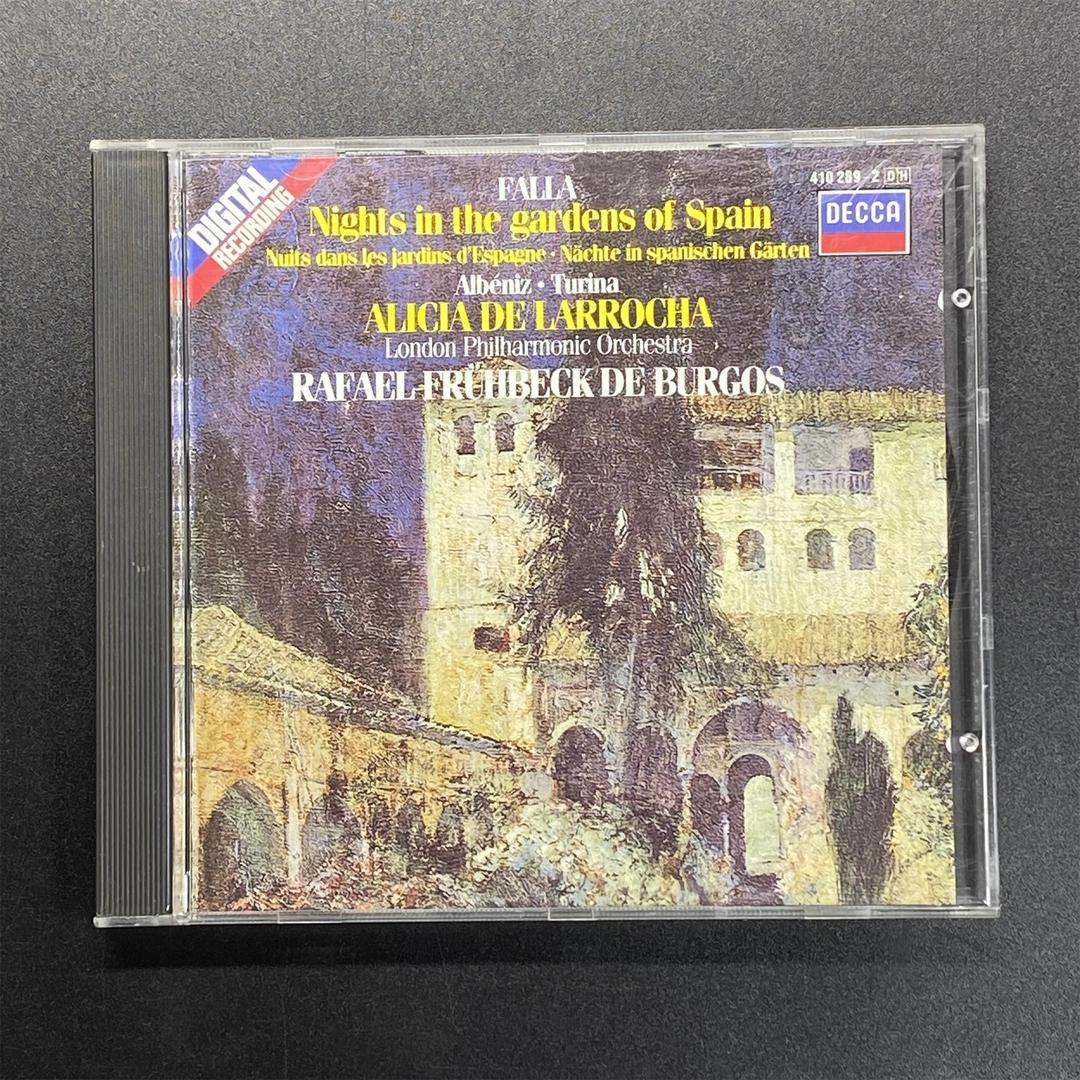 DIGITAL
RECORDING
FALLA
Nights in the gardens of Spain
Nuits dans les jardins d'Espagne · Nächte in spanischen Gärten
Albéniz · Turina
ALICIA DE LARROCHA
London Philharmonic Orchestra
RAFAEL FRÜHBECK DE BURGOS
410 289-2 DH
DECCA